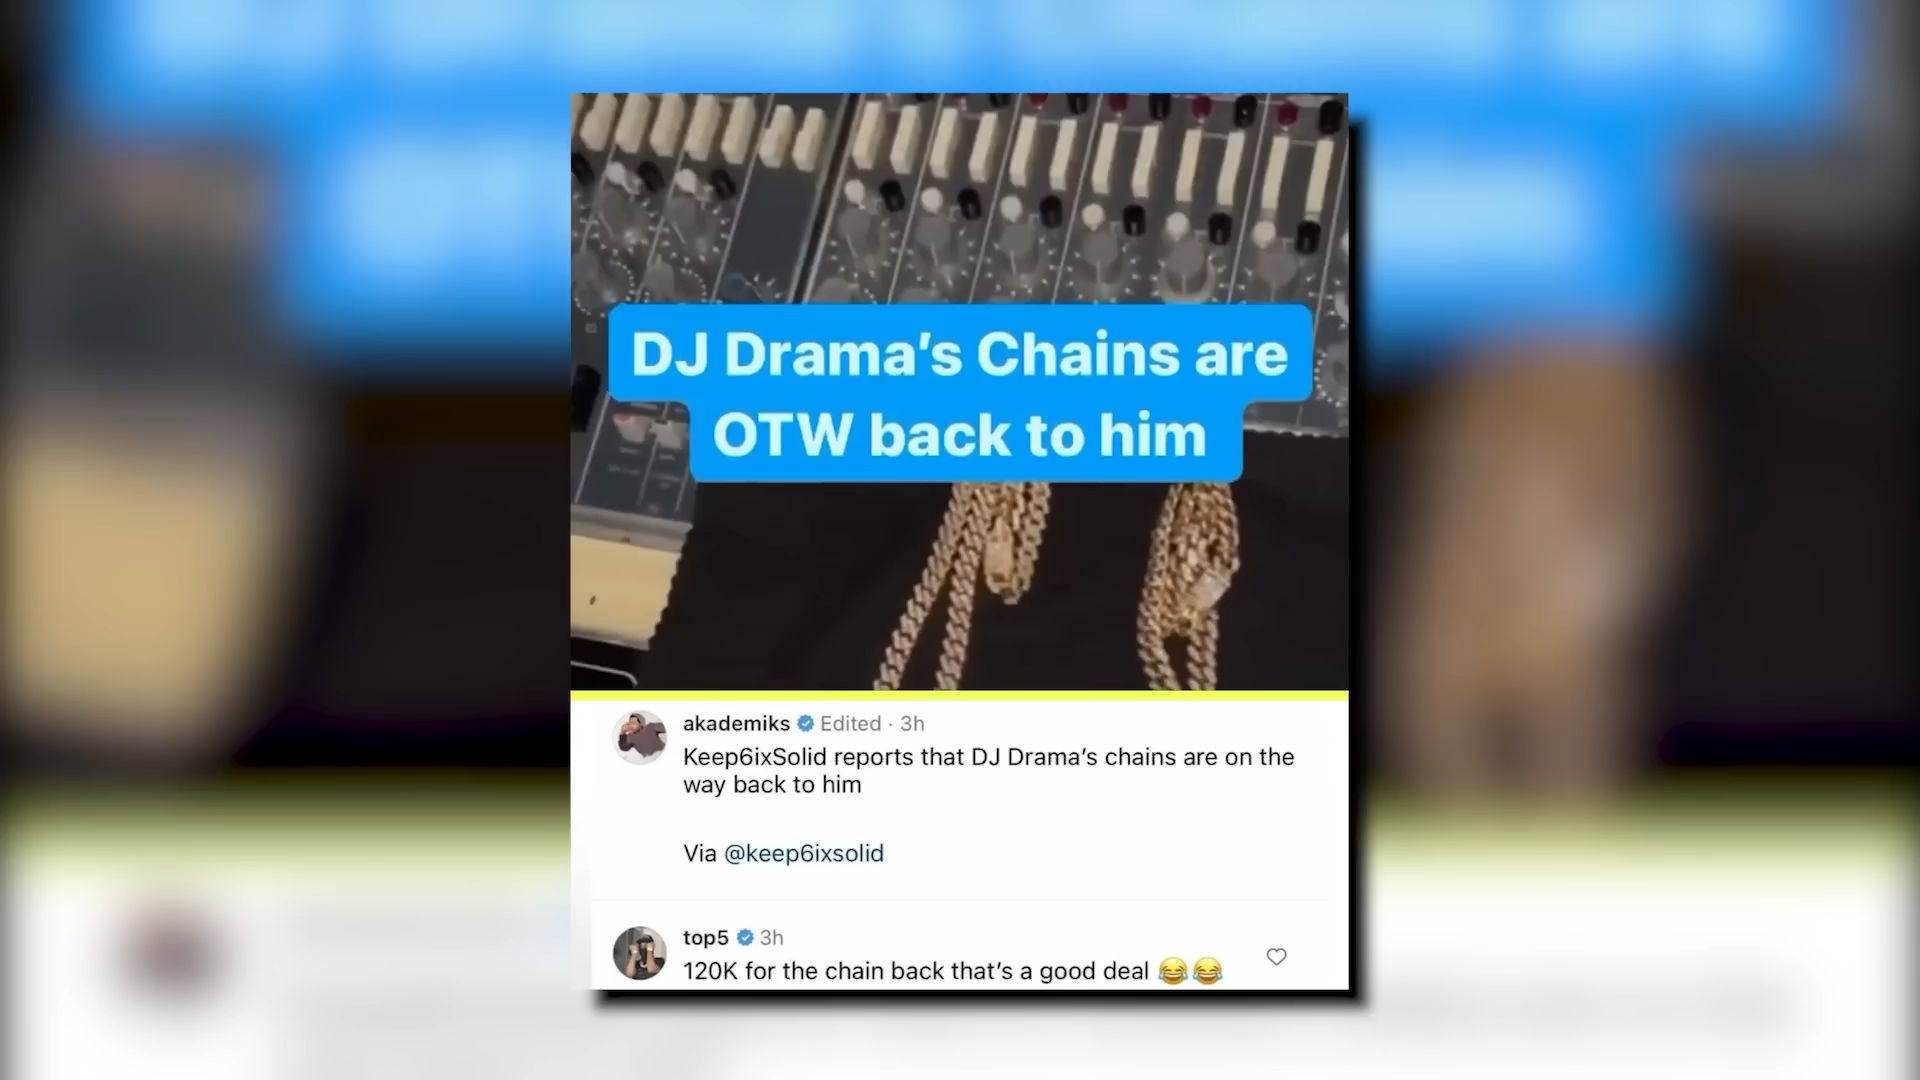 DJ Drama's Chains are
OTW back to him
akademiks Edited · 3h
Keep6ixSolid reports that DJ Drama's chains are on the
way back to him
Via @keep6ixsolid
top5 3h
120K for the chain back that's a good deal 😂😂